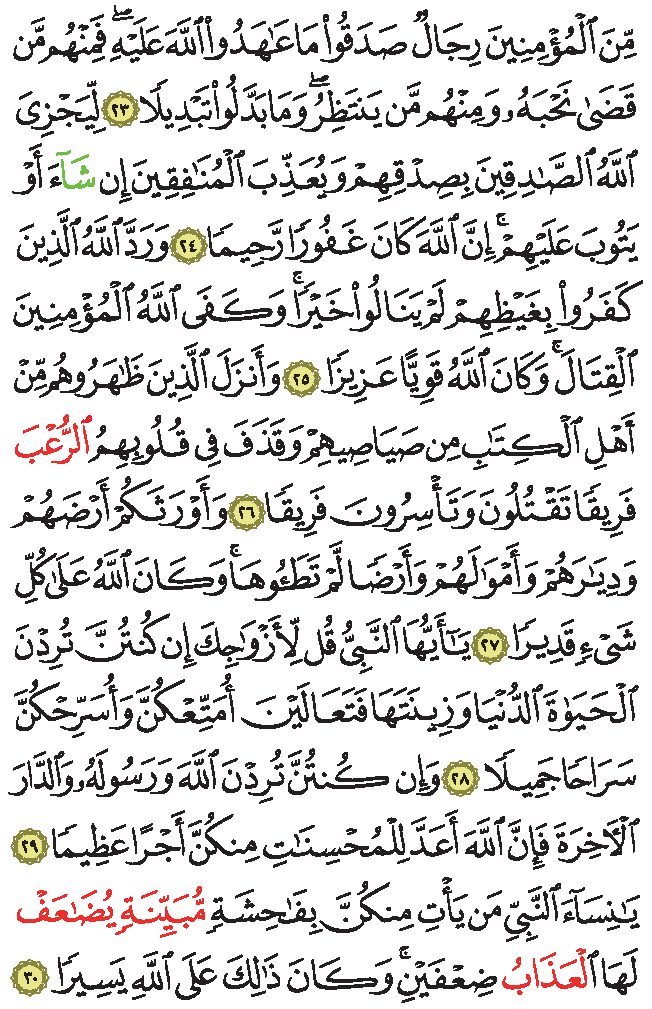 مِّنَ ٱلْمُؤْمِنِينَ رِجَالٌ صَدَقُوا۟ مَا عَـٰهَدُوا۟ ٱللَّهَ عَلَيْهِ ۖ فَمِنْهُم مَّن
قَضَىٰ نَحْبَهُۥ وَمِنْهُم مَّن يَنتَظِرُ ۖ وَمَا بَدَّلُوا۟ تَبْدِيلًا ٢٣ لِّيَجْزِىَ
ٱللَّهُ ٱلصَّـٰدِقِينَ بِصِدْقِهِمْ وَيُعَذِّبَ ٱلْمُنَـٰفِقِينَ إِن شَآءَ أَوْ
يَتُوبَ عَلَيْهِمْ ۚ إِنَّ ٱللَّهَ كَانَ غَفُورًا رَّحِيمًا ٢٤ وَرَدَّ ٱللَّهُ ٱلَّذِينَ
كَفَرُوا۟ بِغَيْظِهِمْ لَمْ يَنَالُوا۟ خَيْرًا ۚ وَكَفَى ٱللَّهُ ٱلْمُؤْمِنِينَ
ٱلْقِتَالَ ۚ وَكَانَ ٱللَّهُ قَوِيًّا عَزِيزًا ٢٥ وَأَنزَلَ ٱلَّذِينَ ظَـٰهَرُوهُم مِّنْ
أَهْلِ ٱلْكِتَـٰبِ مِن صَيَاصِيهِمْ وَقَذَفَ فِى قُلُوبِهِمُ ٱلرُّعْبَ
فَرِيقًا تَقْتُلُونَ وَتَأْسِرُونَ فَرِيقًا ٢٦ وَأَوْرَثَكُمْ أَرْضَهُمْ
وَدِيَـٰرَهُمْ وَأَمْوَٰلَهُمْ وَأَرْضًا لَّمْ تَطَـُٔوهَا ۚ وَكَانَ ٱللَّهُ عَلَىٰ كُلِّ
شَىْءٍ قَدِيرًا ٢٧ يَـٰٓأَيُّهَا ٱلنَّبِىُّ قُل لِّأَزْوَٰجِكَ إِن كُنتُنَّ تُرِدْنَ
ٱلْحَيَوٰةَ ٱلدُّنْيَا وَزِينَتَهَا فَتَعَالَيْنَ أُمَتِّعْكُنَّ وَأُسَرِّحْكُنَّ
سَرَاحًا جَمِيلًا ٢٨ وَإِن كُنتُنَّ تُرِدْنَ ٱللَّهَ وَرَسُولَهُۥ وَٱلدَّارَ
ٱلْـَٔاخِرَةَ فَإِنَّ ٱللَّهَ أَعَدَّ لِلْمُحْسِنَـٰتِ مِنكُنَّ أَجْرًا عَظِيمًا ٢٩
يَـٰنِسَآءَ ٱلنَّبِىِّ مَن يَأْتِ مِنكُنَّ بِفَـٰحِشَةٍ مُّبَيِّنَةٍ يُضَـٰعَفْ
لَهَا ٱلْعَذَابُ ضِعْفَيْنِ ۚ وَكَانَ ذَٰلِكَ عَلَى ٱللَّهِ يَسِيرًا ٣٠